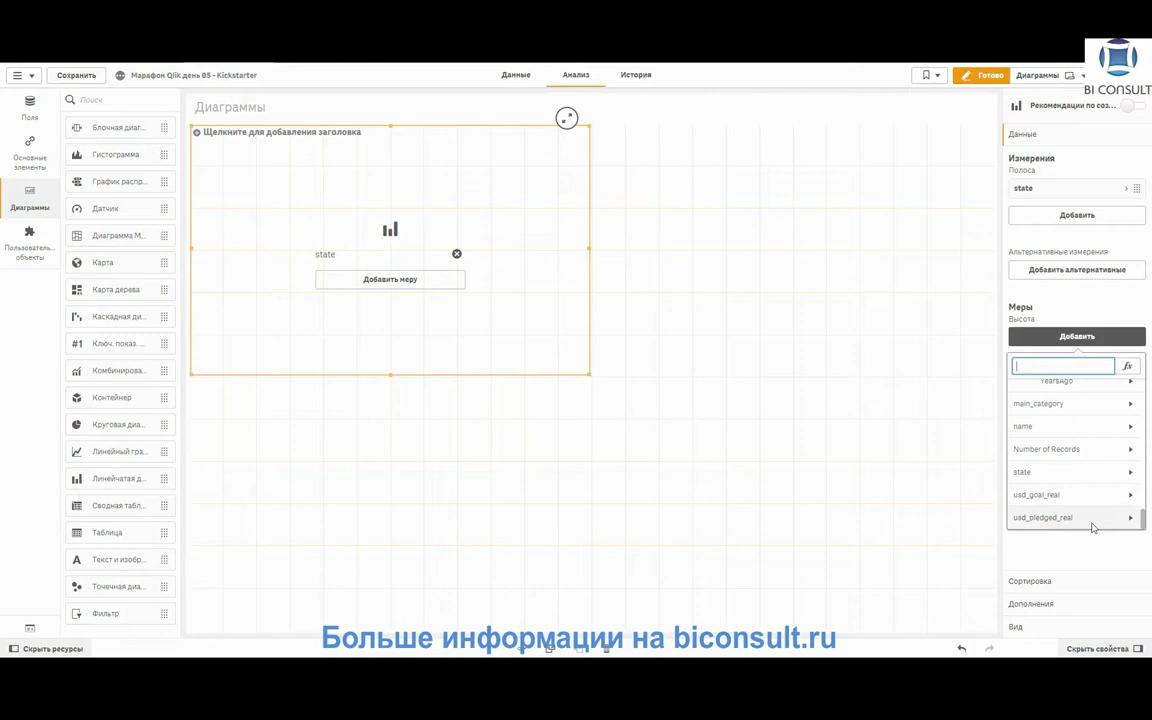 BI CONSULT
Сохранить
Марафон Qlik день 05 - Kickstarter
Данные
Анализ
История
Готово
Диаграммы
Поля
Основные элементы
Диаграммы
Пользователь... объекты
Поиск
Блочная диаг...
Гистограмма
График распр...
Датчик
Диаграмма М...
Карта
Карта дерева
Каскадная ди...
#1 Ключ. показ. ...
Комбинирова...
Контейнер
Круговая диа...
Линейный гра...
Линейчатая д...
Сводная табл...
Таблица
Текст и изобр...
Точечная диа...
Фильтр
Диаграммы
Щелкните для добавления заголовка
state
Добавить меру
Рекомендации по соз...
Данные
Измерения
Полоса
state
Добавить
Альтернативные измерения
Добавить альтернативные
Меры
Высота
Добавить
fx
YearsAgo
main_category
name
Number of Records
state
usd_goal_real
usd_pledged_real
Сортировка
Дополнения
Вид
Больше информации на biconsult.ru
Скрыть ресурсы
Скрыть свойства